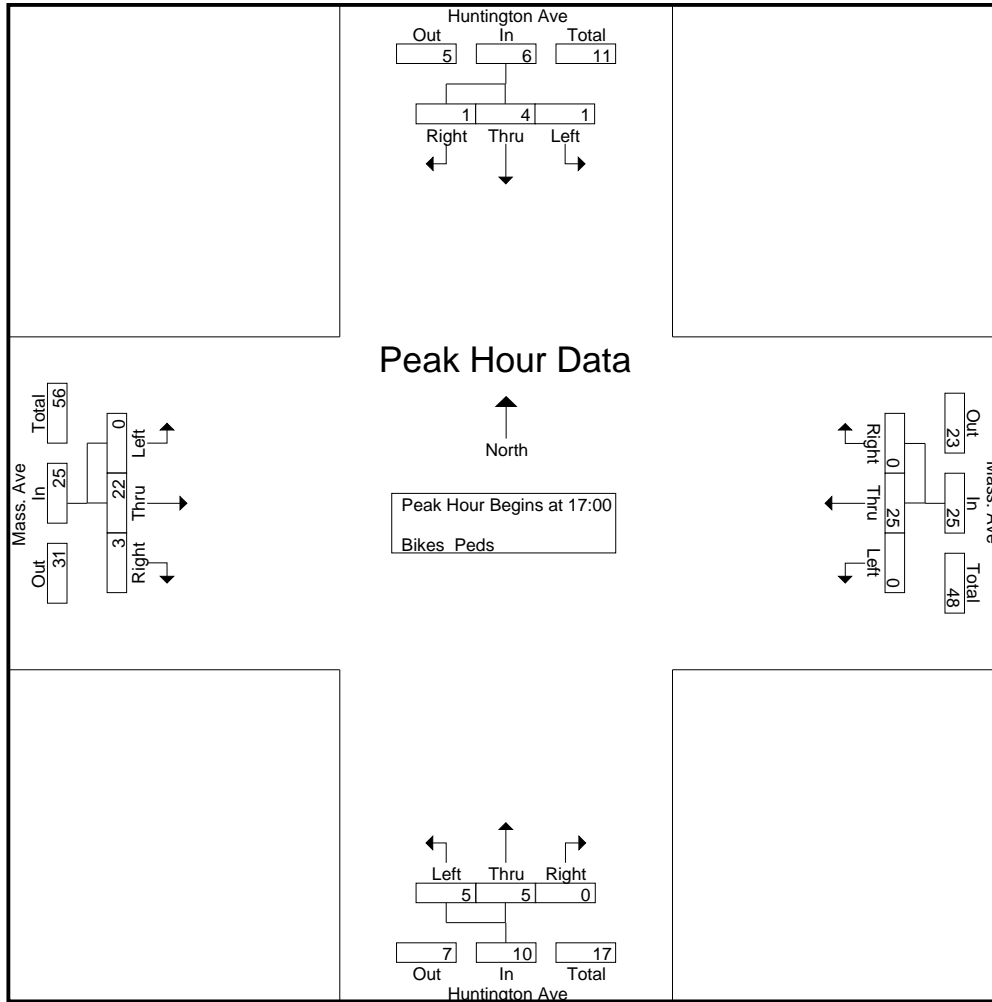 Huntington Ave
Out In Total
5 6 11
1 4 1
Right Thru Left
Peak Hour Data
North
Peak Hour Begins at 17:00
Bikes Peds
Mass. Ave
Out In Total
31 25 56
Right Thru Left
3 22 0
Mass. Ave
Out In Total
23 25 48
Right Thru Left
0 25 0
Left Thru Right
5 5 0
7 10 17
Out In Total
Huntington Ave